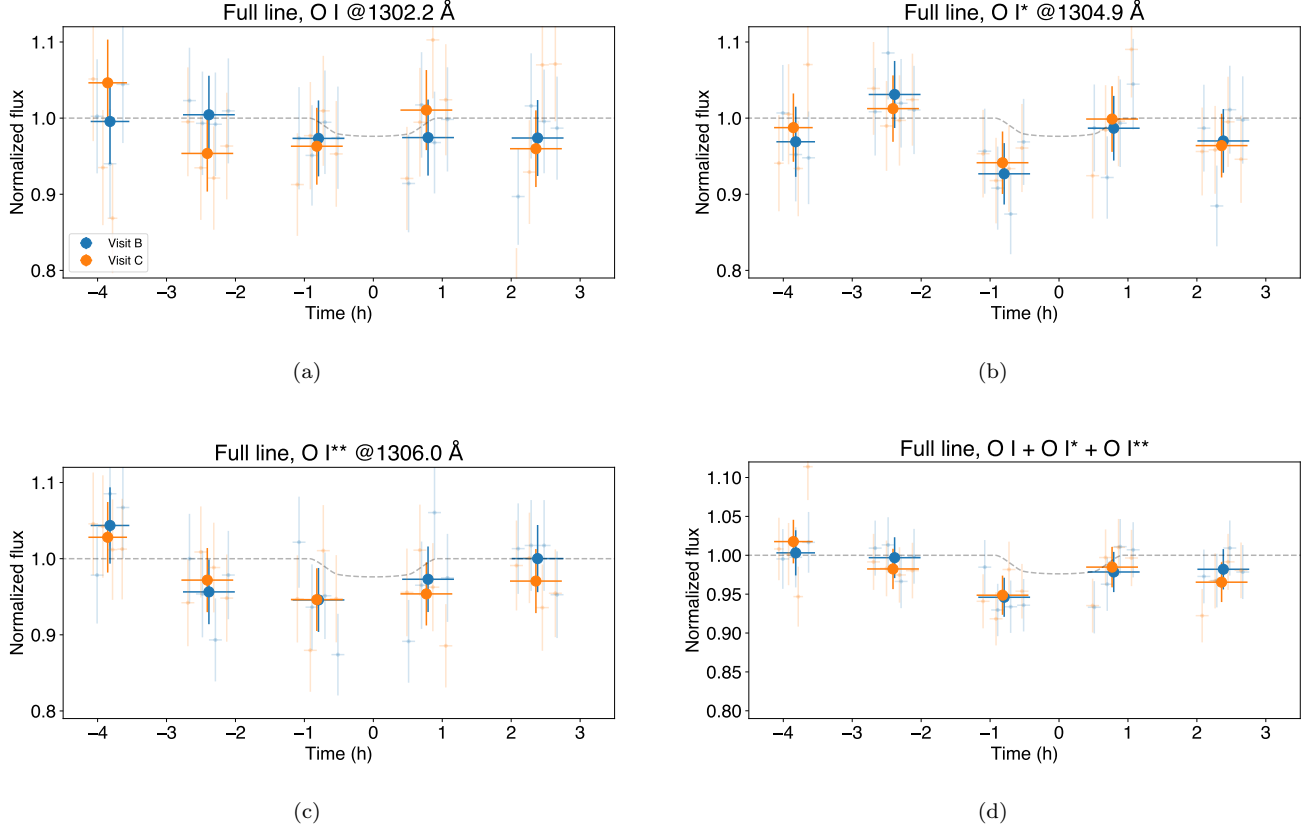 Full line, O I @1302.2 Å
Normalized flux
1.1
1.0
0.9
0.8
Visit B
Visit C
−4 −3 −2 −1 0 1 2 3
Time (h)
(a)
Full line, O I* @1304.9 Å
Normalized flux
1.1
1.0
0.9
0.8
−4 −3 −2 −1 0 1 2 3
Time (h)
(b)
Full line, O I** @1306.0 Å
Normalized flux
1.1
1.0
0.9
0.8
−4 −3 −2 −1 0 1 2 3
Time (h)
(c)
Full line, O I + O I* + O I**
Normalized flux
1.10
1.05
1.00
0.95
0.90
0.85
0.80
−4 −3 −2 −1 0 1 2 3
Time (h)
(d)